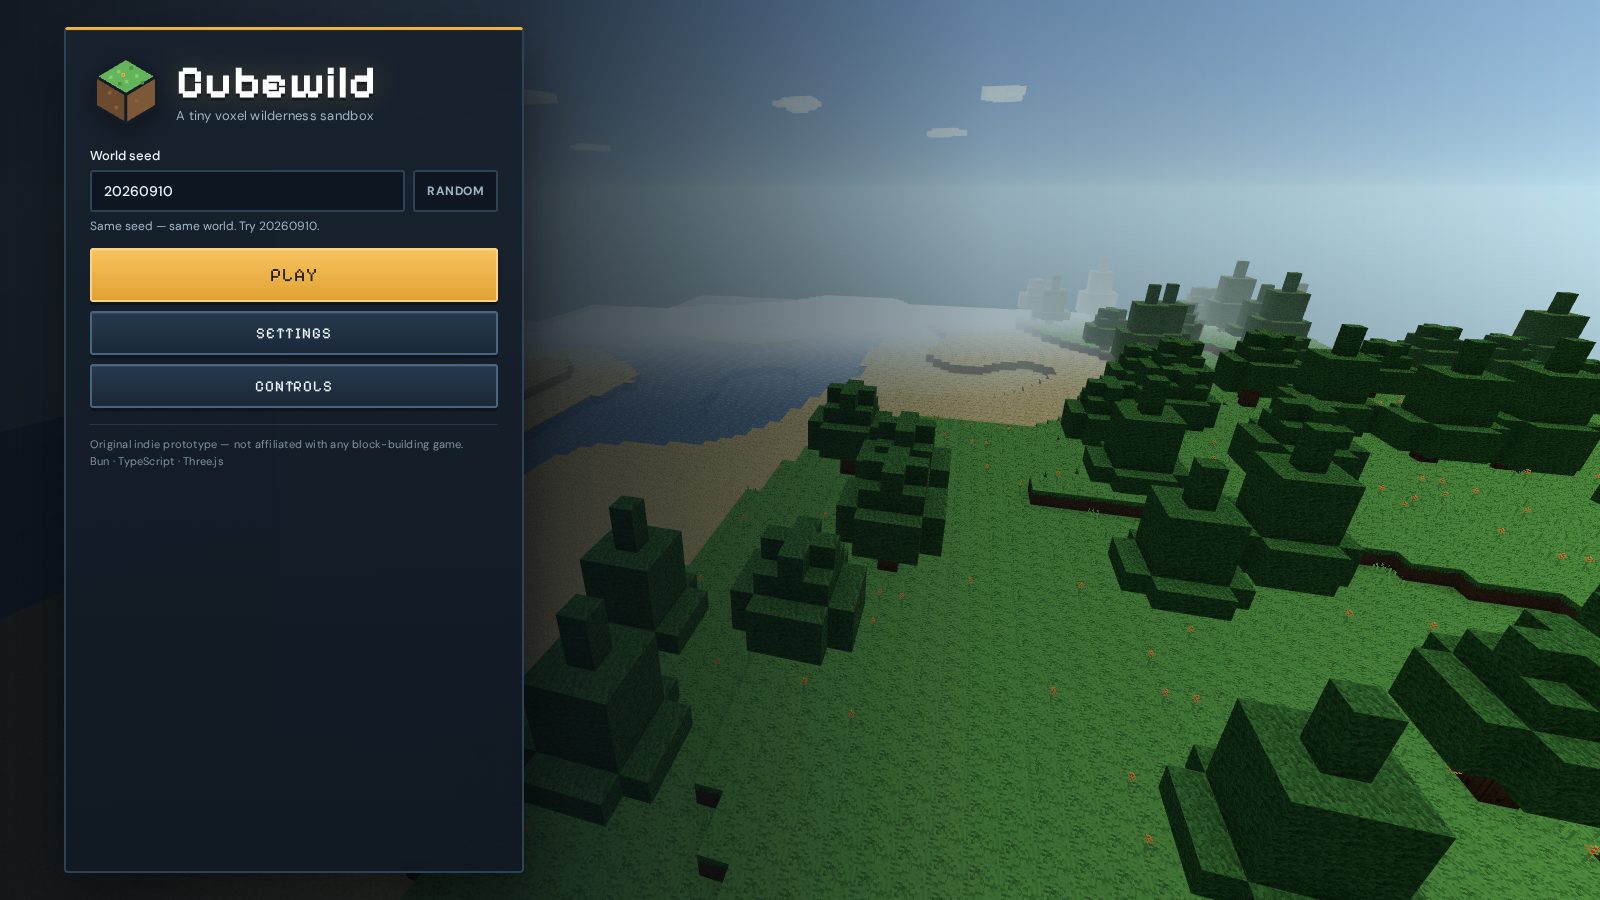 Cubewild
A tiny voxel wilderness sandbox
World seed
20260910
RANDOM
Same seed — same world. Try 20260910.
PLAY
SETTINGS
CONTROLS
Original indie prototype — not affiliated with any block-building game.
Bun · TypeScript · Three.js